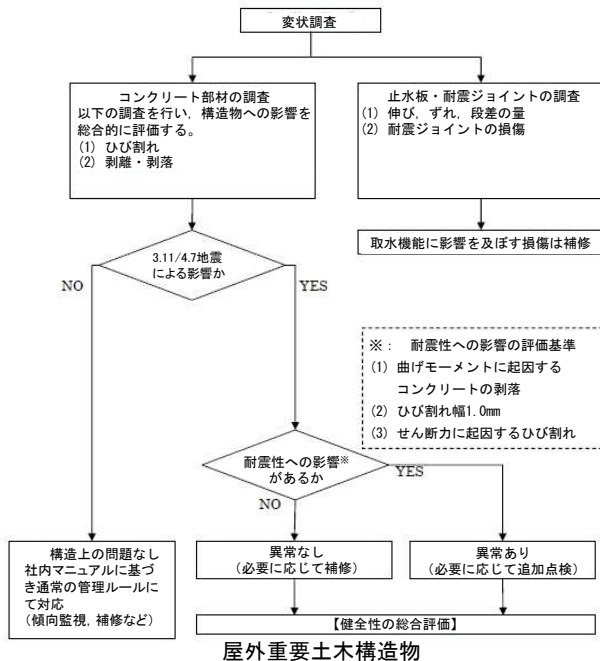 変状調査
コンクリート部材の調査
以下の調査を行い，構造物への影響を
総合的に評価する。
(1) ひび割れ
(2) 剥離・剥落
止水板・耐震ジョイントの調査
(1) 伸び，ずれ，段差の量
(2) 耐震ジョイントの損傷
取水機能に影響を及ぼす損傷は補修
3.11/4.7地震
による影響か
NO
YES
※： 耐震性への影響の評価基準
(1) 曲げモーメントに起因する
コンクリートの剥落
(2) ひび割れ幅1.0mm
(3) せん断力に起因するひび割れ
耐震性への影響※
があるか
YES
NO
構造上の問題なし
社内マニュアルに基づ
き通常の管理ルールに
て対応
(傾向監視，補修など)
異常なし
(必要に応じて補修)
異常あり
(必要に応じて追加点検)
【健全性の総合評価】
屋外重要土木構造物